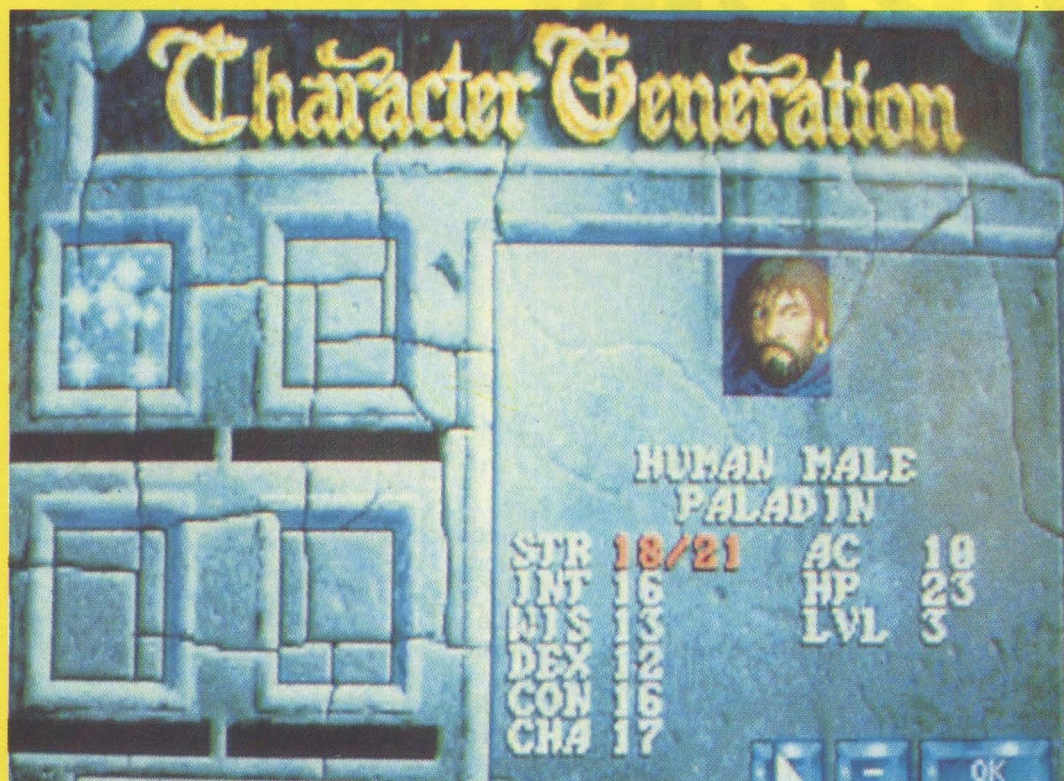 Character Generation
HUMAN MALE
PALADIN
STR 18/21 AC 10
INT 16 HP 23
WIS 13 LVL 3
DEX 12
CON 16
CHA 17
- OK